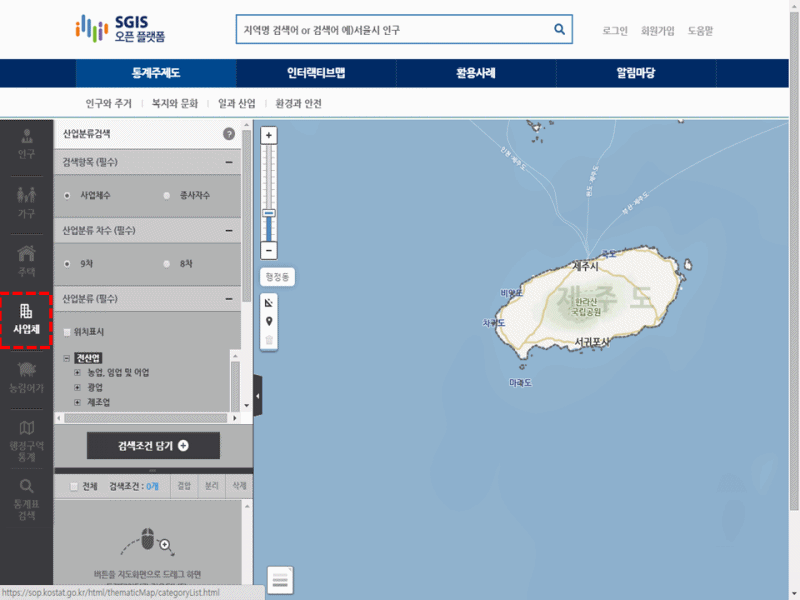 SGIS
오픈 플랫폼
지역명 검색어 or 검색어 예)서울시 인구
로그인 회원가입 도움말
통계주제도 인터랙티브맵 활용사례 알림마당
인구와 주거 복지와 문화 일과 산업 환경과 안전
인구
가구
주택
사업체
농림어가
행정구역
통계
통계표
검색
산업분류검색 ?
검색항목 (필수)
사업체수 종사자수
산업분류 차수 (필수)
9차 8차
산업분류 (필수)
위치표시
전산업
농업, 임업 및 어업
광업
제조업
검색조건 담기
전체 검색조건 : 0개 결합 분리 삭제
버튼을 지도화면으로 드래그 하면
행정동
제주도
제주시
한라산
국립공원
서귀포시
비양도
차귀도
마라도
https://sop.kostat.go.kr/html/thematicMap/categoryList.html